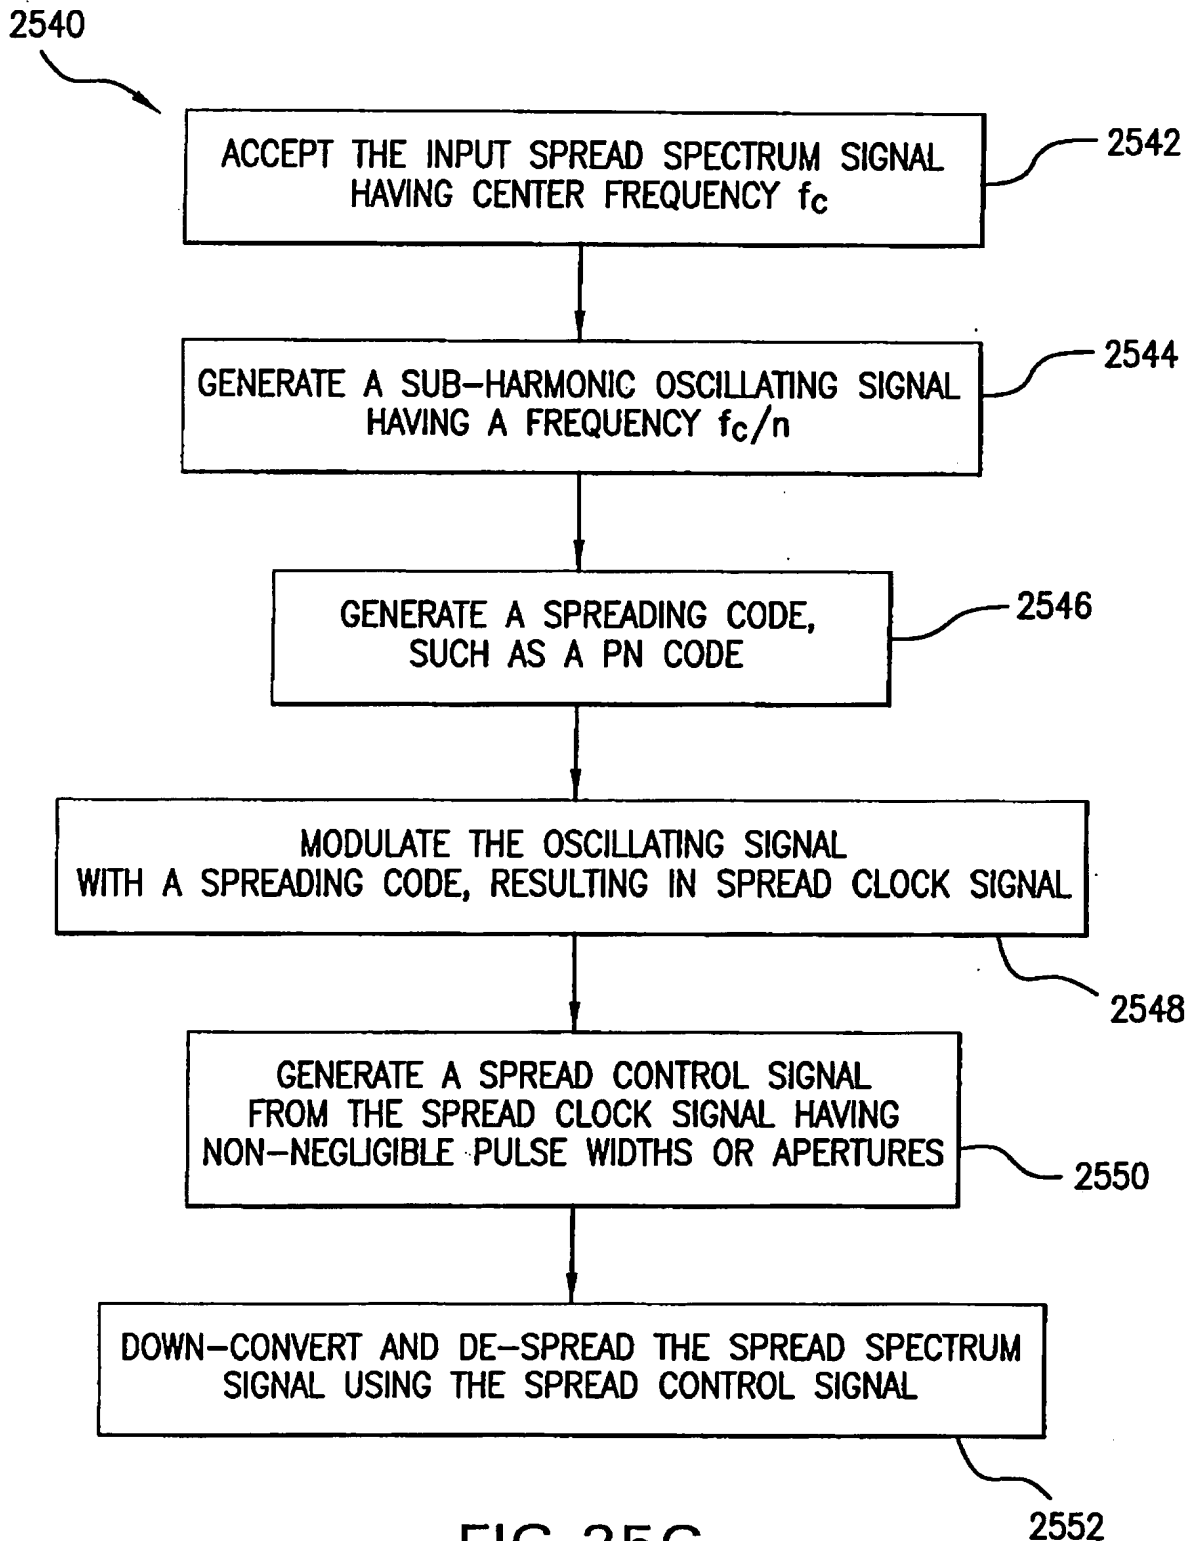 2540
ACCEPT THE INPUT SPREAD SPECTRUM SIGNAL
HAVING CENTER FREQUENCY fc
2542
GENERATE A SUB-HARMONIC OSCILLATING SIGNAL
HAVING A FREQUENCY fc/n
2544
GENERATE A SPREADING CODE,
SUCH AS A PN CODE
2546
MODULATE THE OSCILLATING SIGNAL
WITH A SPREADING CODE, RESULTING IN SPREAD CLOCK SIGNAL
2548
GENERATE A SPREAD CONTROL SIGNAL
FROM THE SPREAD CLOCK SIGNAL HAVING
NON-NEGLIGIBLE PULSE WIDTHS OR APERTURES
2550
DOWN-CONVERT AND DE-SPREAD THE SPREAD SPECTRUM
SIGNAL USING THE SPREAD CONTROL SIGNAL
2552